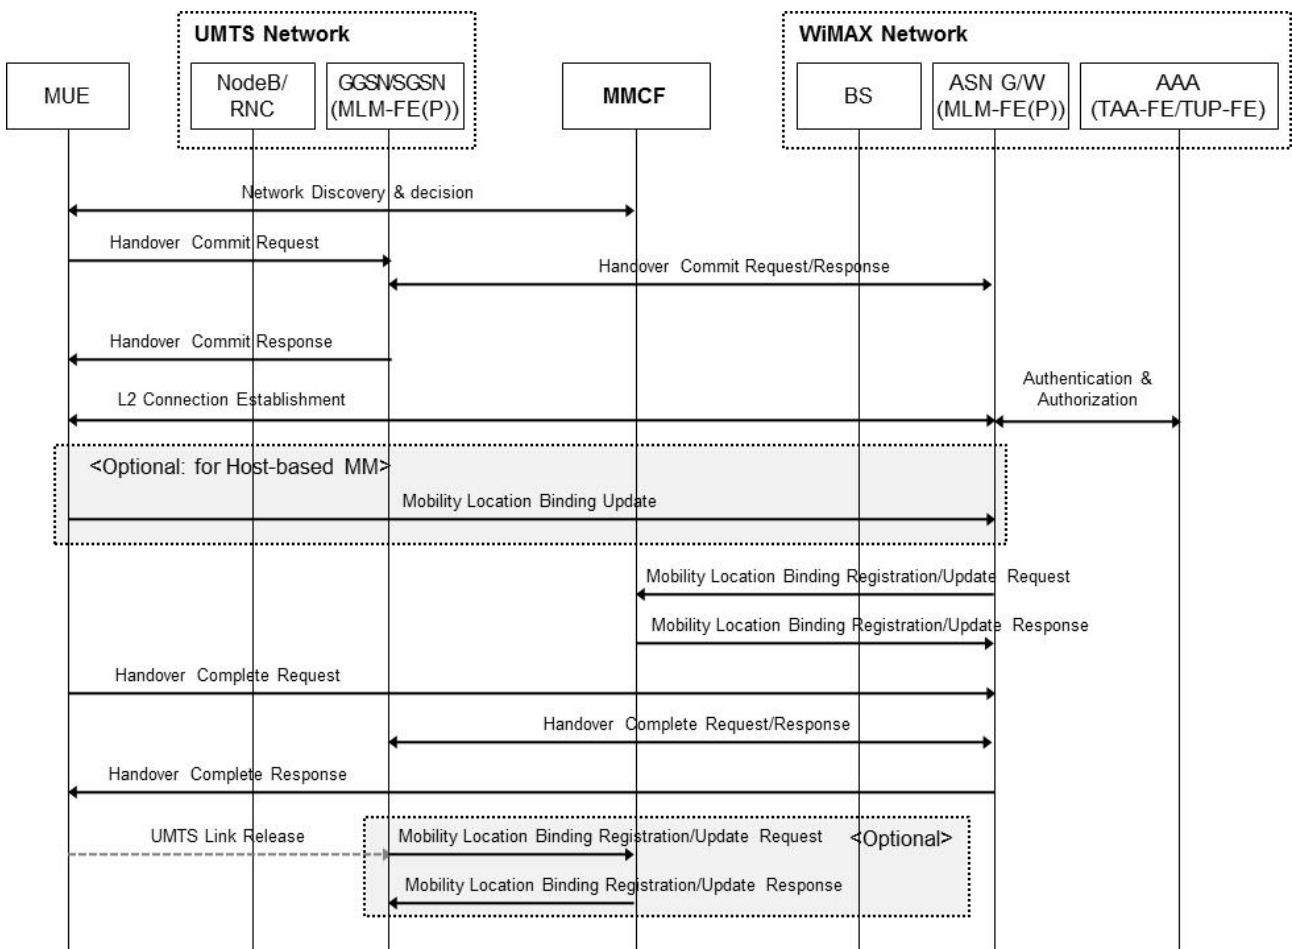 UMTS Network
WiMAX Network
MUE
NodeB/
RNC
GGSN/SGSN
(MLM-FE(P))
MMCF
BS
ASN G/W
(MLM-FE(P))
AAA
(TAA-FE/TUP-FE)
Network Discovery & decision
Handover Commit Request
Handover Commit Request/Response
Handover Commit Response
L2 Connection Establishment
Authentication &
Authorization
<Optional: for Host-based MM>
Mobility Location Binding Update
Mobility Location Binding Registration/Update Request
Mobility Location Binding Registration/Update Response
Handover Complete Request
Handover Complete Request/Response
Handover Complete Response
UMTS Link Release
Mobility Location Binding Registration/Update Request
<Optional>
Mobility Location Binding Registration/Update Response